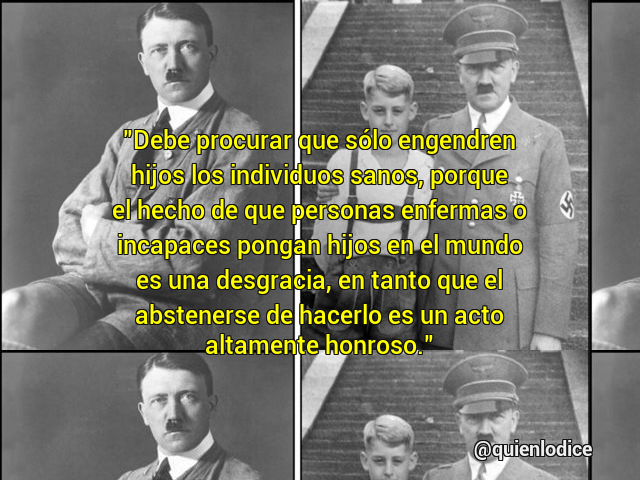 "Debe procurar que sólo engendren
hijos los individuos sanos, porque
el hecho de que personas enfermas o
incapaces pongan hijos en el mundo
es una desgracia, en tanto que el
abstenerse de hacerlo es un acto
altamente honroso."
@quienlodice